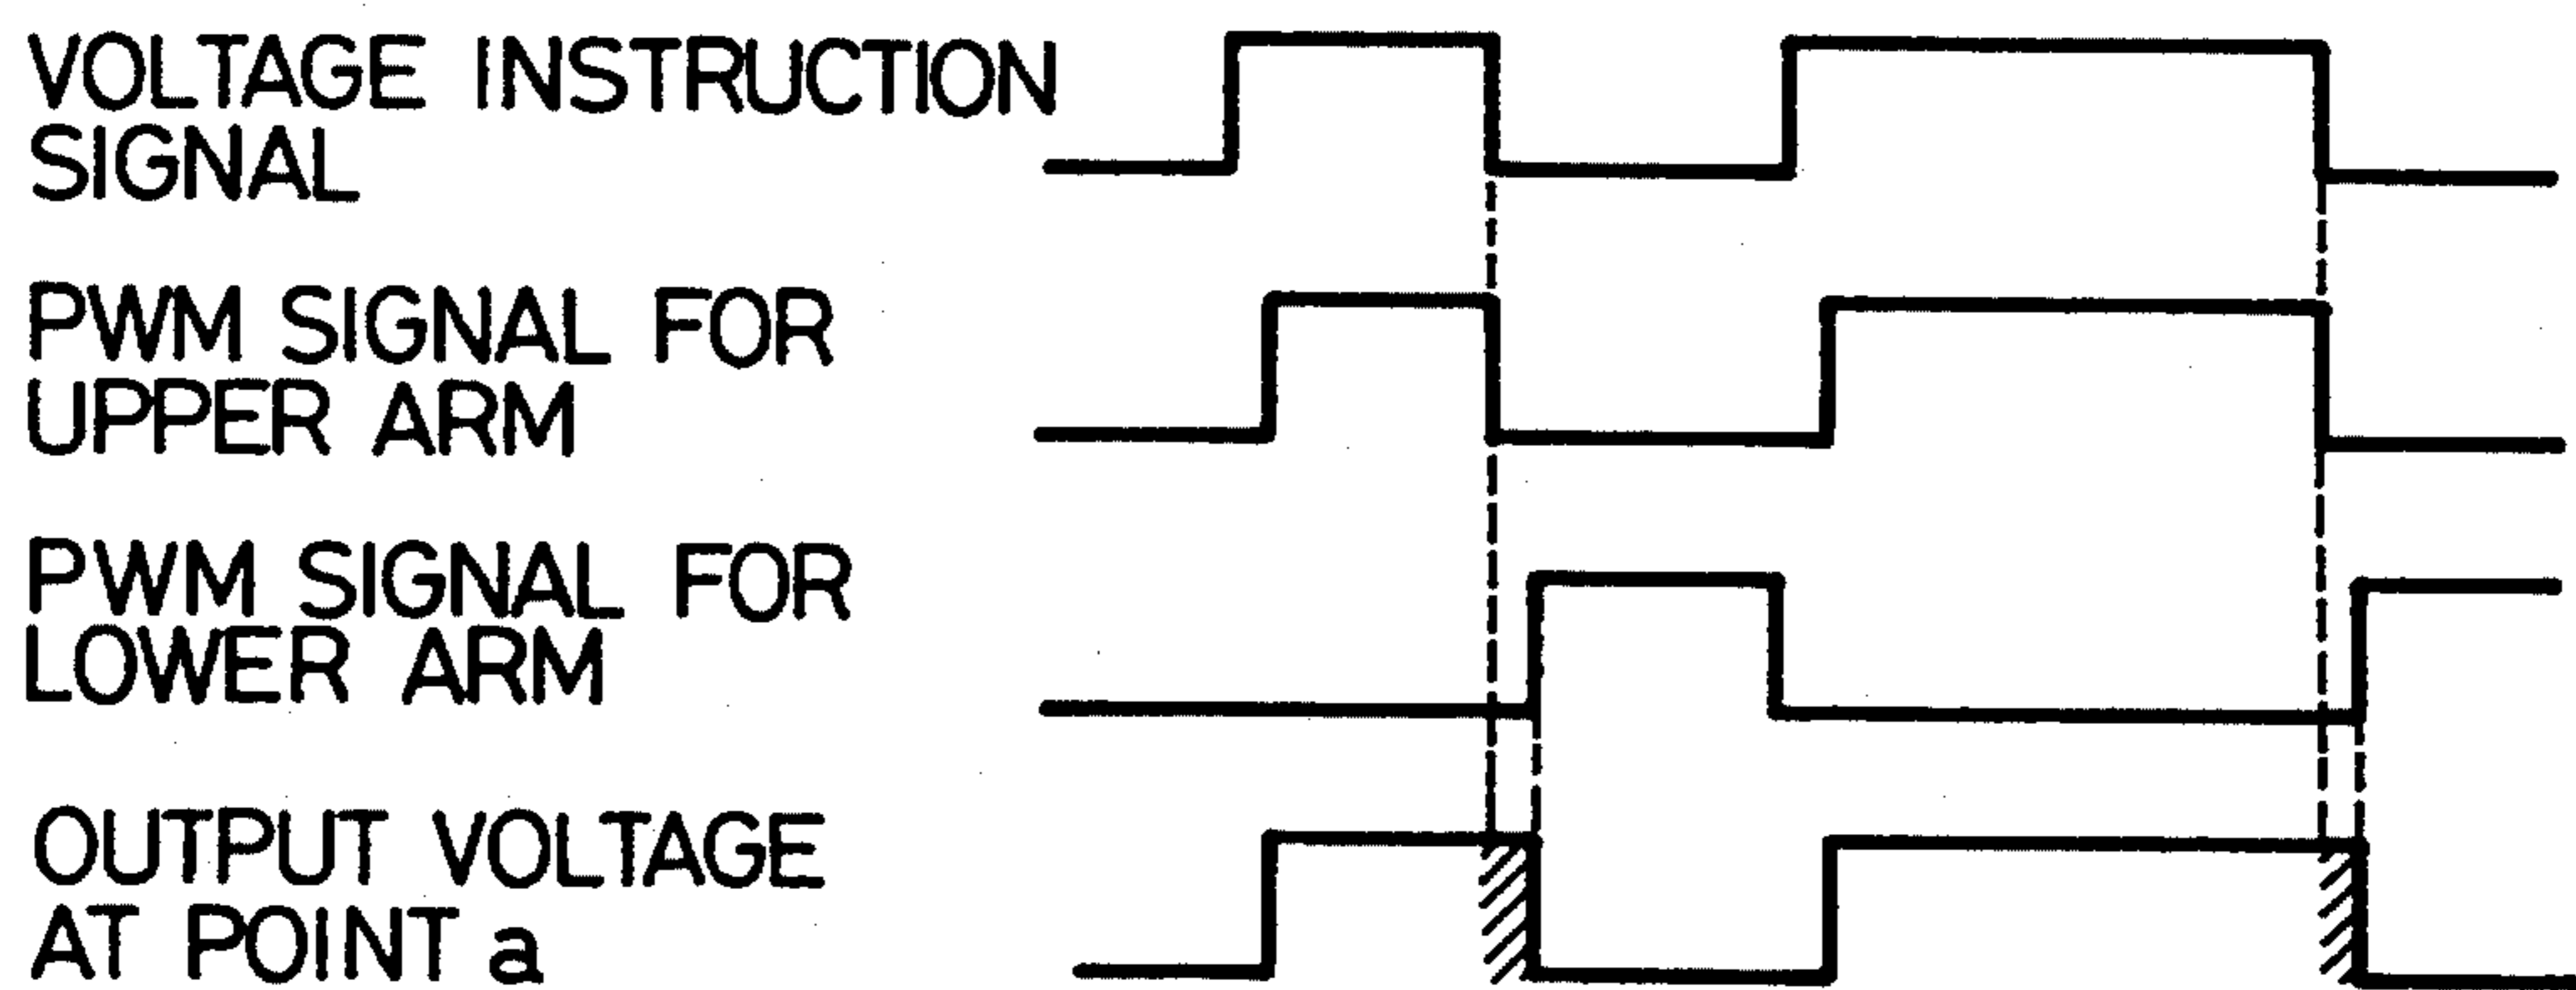 VOLTAGE INSTRUCTION
SIGNAL
PWM SIGNAL FOR
UPPER ARM
PWM SIGNAL FOR
LOWER ARM
OUTPUT VOLTAGE
AT POINT a